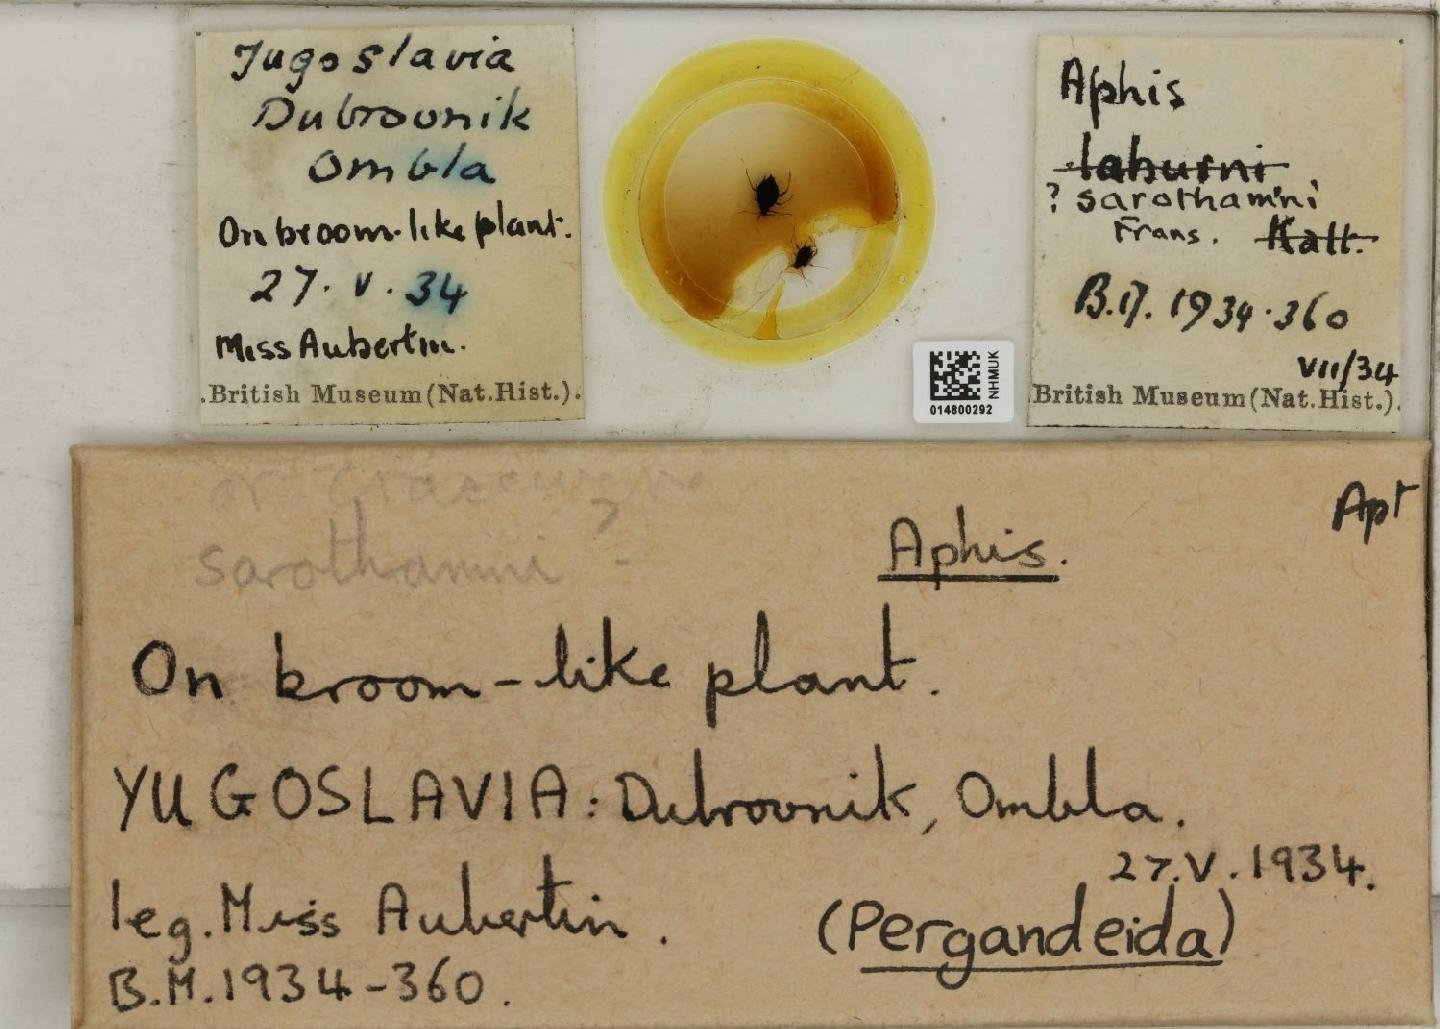 Jugoslavia
Dubrovnik
Ombla
On broom-like plant.
27. V. 34
Miss Aubertin.
British Museum (Nat. Hist.).
NHMUK
014800292
Aphis
laburni
? sarothamni
Frans. Kalt.
B.M. 1934.360
VII/34
British Museum (Nat. Hist.).
or
sarothamni ?
Apt
Aphis.
On broom-like plant.
YUGOSLAVIA: Dubrovnik, Ombla.
27.V.1934.
leg. Miss Aubertin.
(Pergandeida)
B.M. 1934-360.